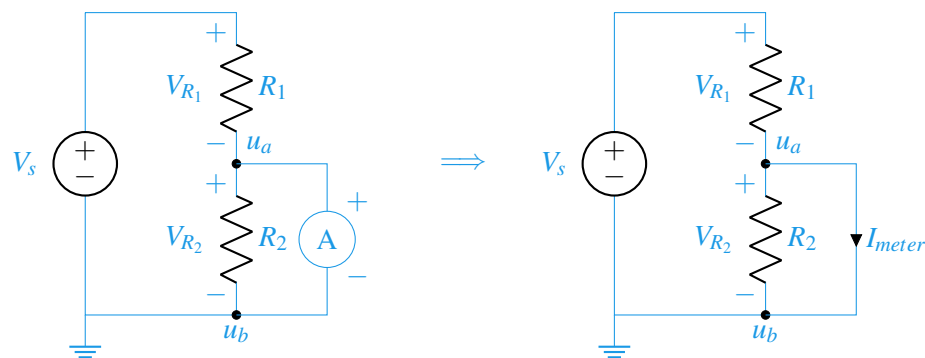 +
V_{R_1} R_1
− u_a
V_s + −
+
V_{R_2} R_2
+ A −
−
u_b
⟹
+
V_{R_1} R_1
− u_a
V_s + −
+
V_{R_2} R_2 I_{meter}
−
u_b